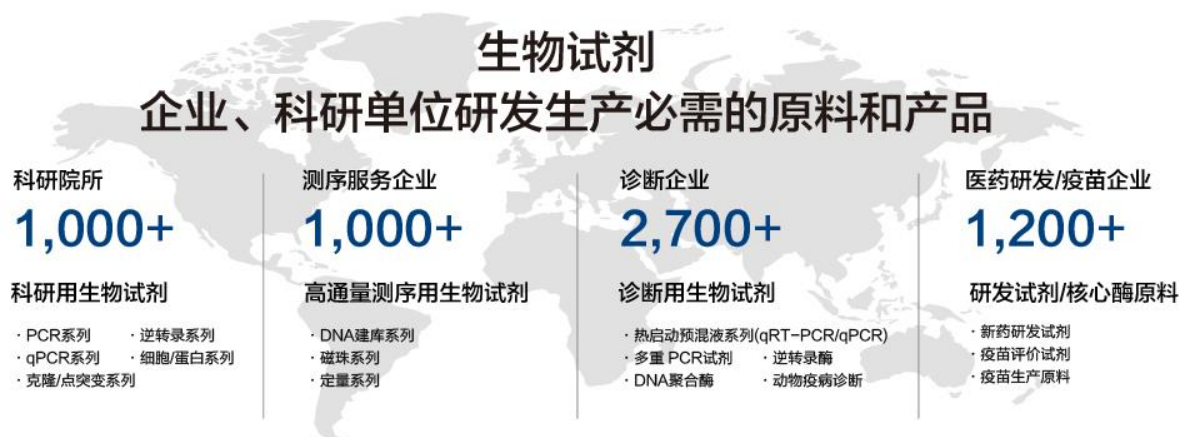 生物试剂
企业、科研单位研发生产必需的原料和产品
科研院所
1,000+
科研用生物试剂
· PCR系列 · 逆转录系列
· qPCR系列 · 细胞/蛋白系列
· 克隆/点突变系列
测序服务企业
1,000+
高通量测序用生物试剂
· DNA建库系列
· 磁珠系列
· 定量系列
诊断企业
2,700+
诊断用生物试剂
· 热启动预混液系列(qRT-PCR/qPCR)
· 多重 PCR试剂 · 逆转录酶
· DNA聚合酶 · 动物疫病诊断
医药研发/疫苗企业
1,200+
研发试剂/核心酶原料
· 新药研发试剂
· 疫苗评价试剂
· 疫苗生产原料